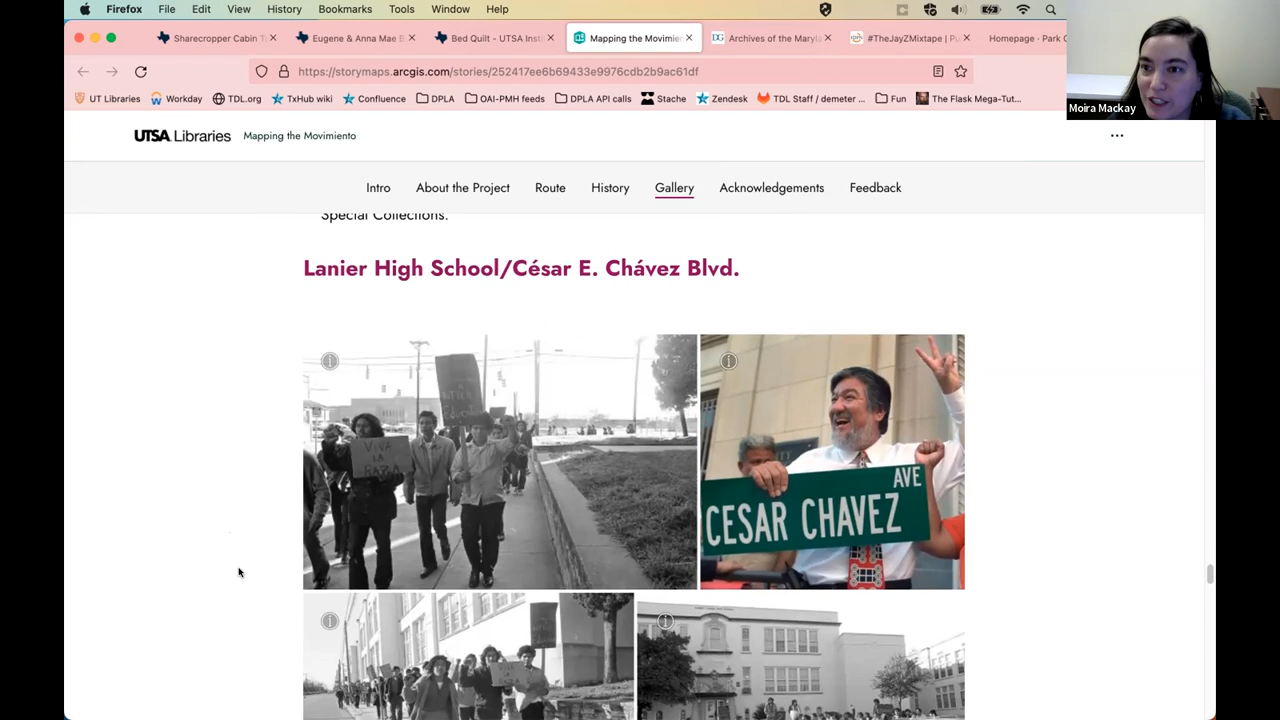 Firefox File Edit View History Bookmarks Tools Window Help
Sharecropper Cabin T
Eugene & Anna Mae B
Bed Quilt - UTSA Inst
Mapping the Movimien
Archives of the Maryla
#TheJayZMixtape | Pu
Homepage · Park C
https://storymaps.arcgis.com/stories/252417ee6b69433e9976cdb2b9ac61df
UT Libraries Workday TDL.org TxHub wiki Confluence DPLA OAI-PMH feeds DPLA API calls Stache Zendesk TDL Staff / demeter ... Fun The Flask Mega-Tut...
Moira Mackay
UTSA Libraries Mapping the Movimiento
Intro About the Project Route History Gallery Acknowledgements Feedback
Special Collections.
Lanier High School/César E. Chávez Blvd.
VIVA
LA
RAZA
AVE
CESAR CHAVEZ